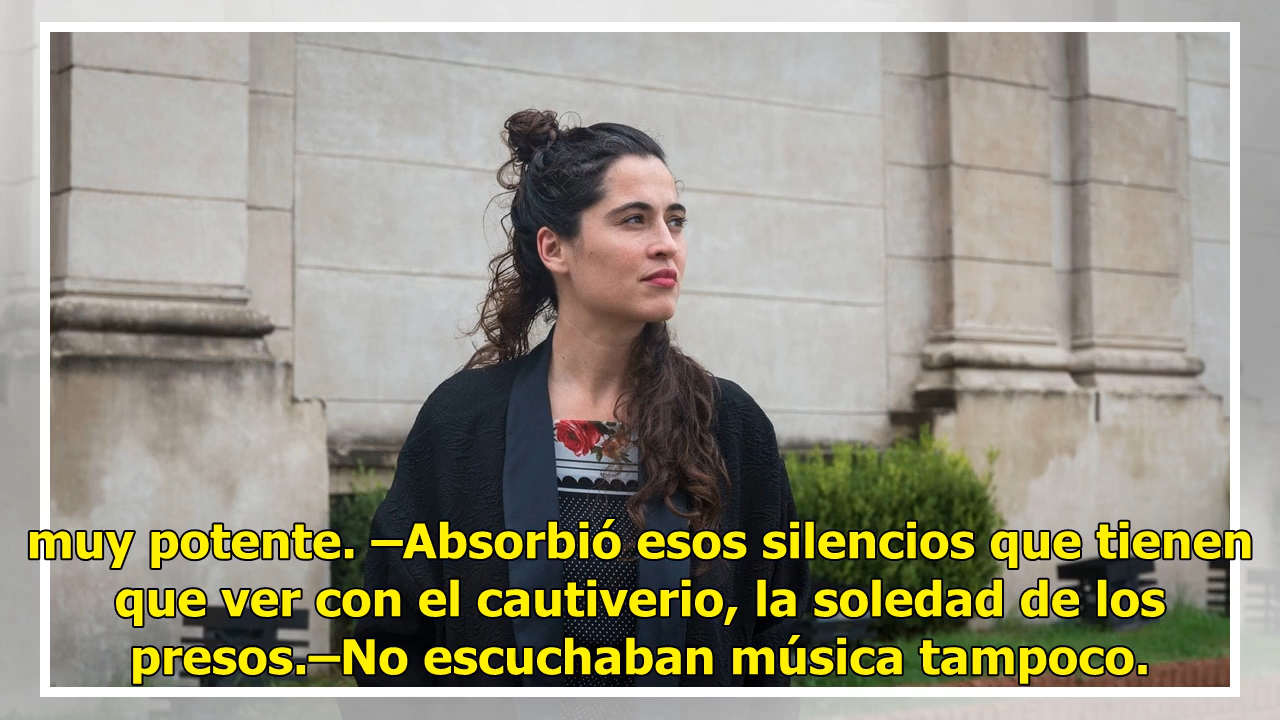 muy potente. –Absorbió esos silencios que tienen
que ver con el cautiverio, la soledad de los
presos.–No escuchaban música tampoco.